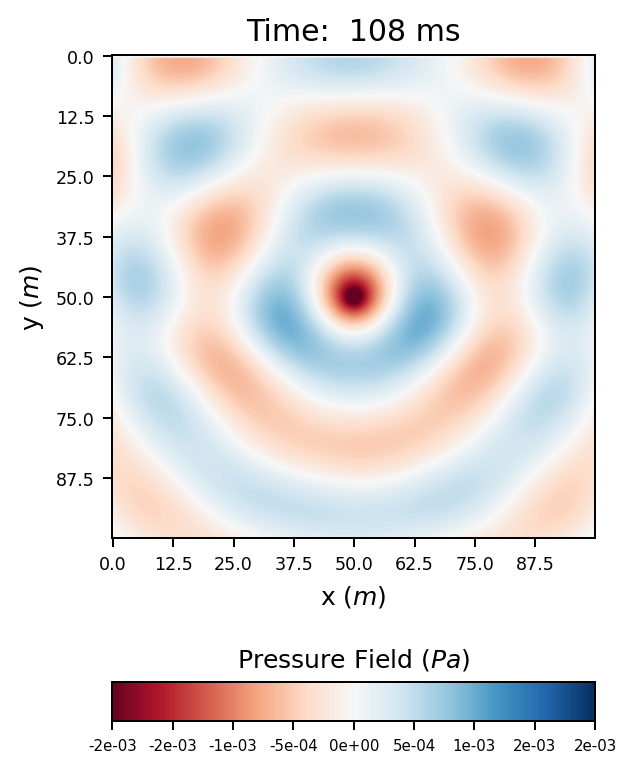 Time:  108 ms
0.0
12.5
25.0
37.5
50.0
62.5
75.0
87.5
y (m)
0.0 12.5 25.0 37.5 50.0 62.5 75.0 87.5
x (m)
Pressure Field (Pa)
-2e-03 -2e-03 -1e-03 -5e-04 0e+00 5e-04 1e-03 2e-03 2e-03